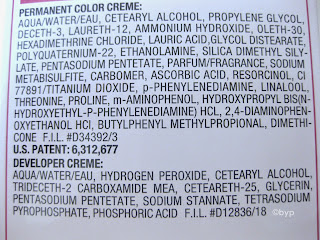 PERMANENT COLOR CREME:
AQUA/WATER/EAU, CETEARYL ALCOHOL, PROPYLENE GLYCOL,
DECETH-3, LAURETH-12, AMMONIUM HYDROXIDE, OLETH-30,
HEXADIMETHRINE CHLORIDE, LAURIC ACID, GLYCOL DISTEARATE,
POLYQUATERNIUM-22, ETHANOLAMINE, SILICA DIMETHYL SILY-
LATE, PENTASODIUM PENTETATE, PARFUM/FRAGRANCE, SODIUM
METABISULFITE, CARBOMER, ASCORBIC ACID, RESORCINOL, CI
77891/TITANIUM DIOXIDE, p-PHENYLENEDIAMINE, LINALOOL,
THREONINE, PROLINE, m-AMINOPHENOL, HYDROXYPROPYL BIS(N-
HYDROXYETHYL-P-PHENYLENEDIAMINE) HCL, 2,4-DIAMINOPHEN-
OXYETHANOL HCl, BUTYLPHENYL METHYLPROPIONAL, DIMETHI-
CONE F.I.L. #D34392/3
U.S. PATENT: 6,312,677
DEVELOPER CREME:
AQUA/WATER/EAU, HYDROGEN PEROXIDE, CETEARYL ALCOHOL,
TRIDECETH-2 CARBOXAMIDE MEA, CETEARETH-25, GLYCERIN,
PENTASODIUM PENTETATE, SODIUM STANNATE, TETRASODIUM
PYROPHOSPHATE, PHOSPHORIC ACID F.I.L. #D12836/18 ©byp